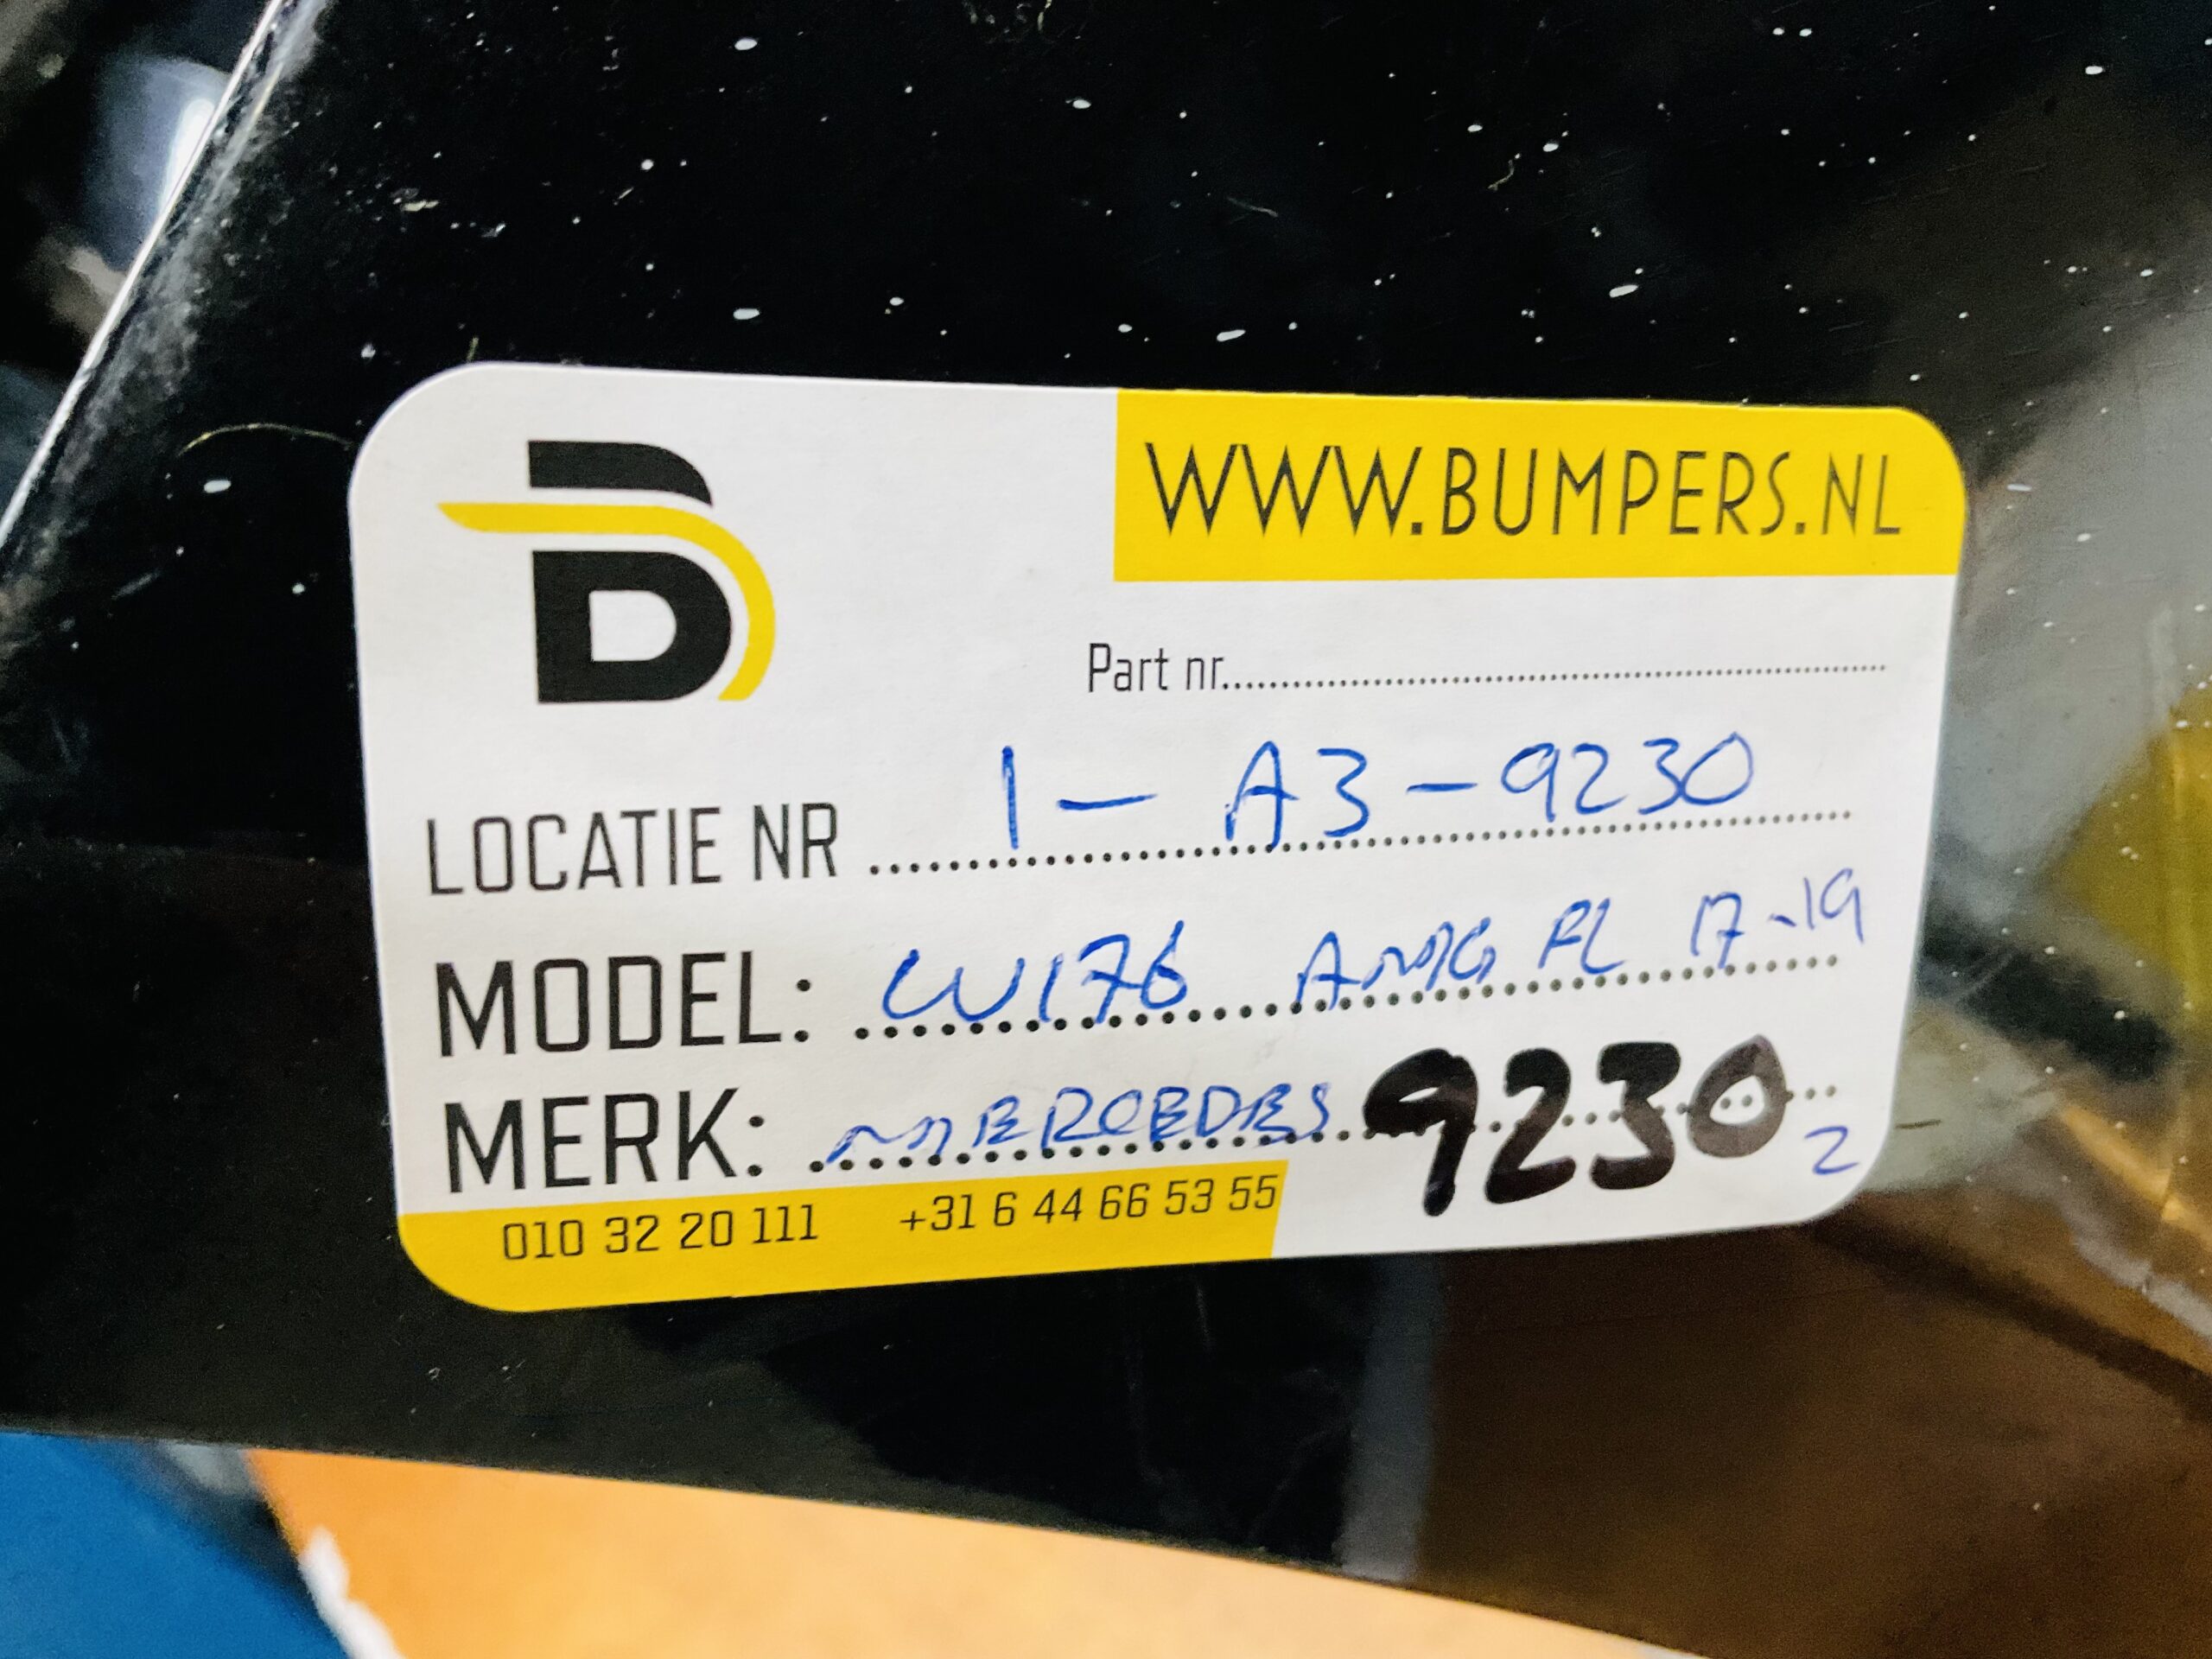 B
WWW.BUMPERS.NL
Part nr...............
LOCATIE NR 1 - A3 - 9230
MODEL: W176 AMG FL 17-19
MERK: MERCEDES 9230
2
010 32 20 111 +31 6 44 66 53 55